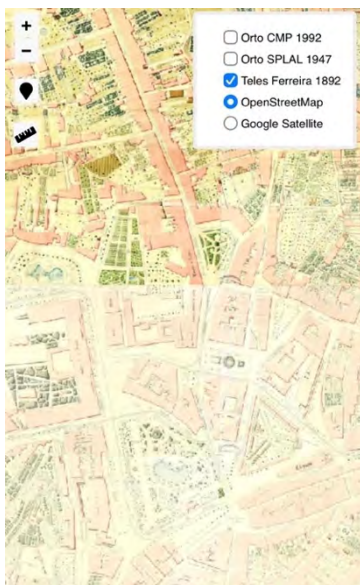 +
Orto CMP 1992
−
Orto SPLAL 1947
Teles Ferreira 1892
OpenStreetMap
Google Satellite